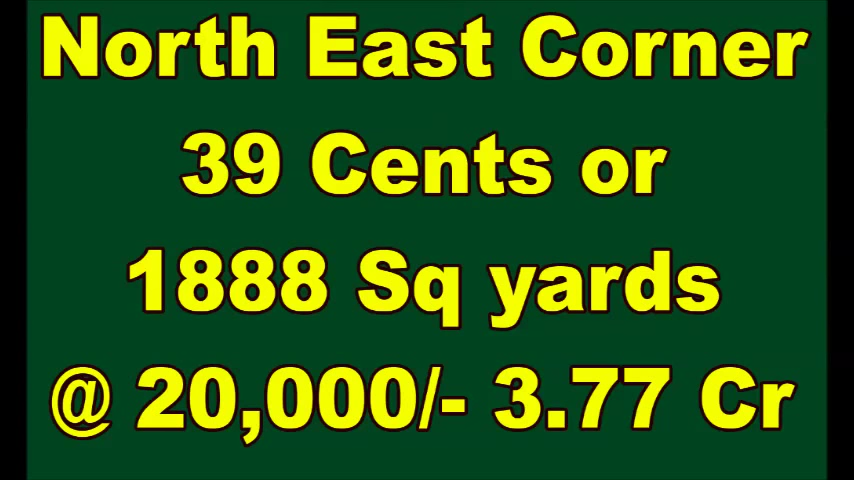 North East Corner
39 Cents or
1888 Sq yards
@ 20,000/- 3.77 Cr